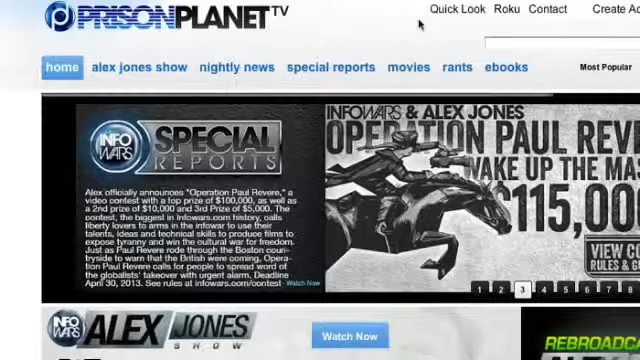 PRISONPLANET TV
Quick Look Roku Contact Create Ac
home alex jones show nightly news special reports movies rants ebooks Most Popular
INFO WARS
SPECIAL
REPORTS
Alex officially announces "Operation Paul Revere," a
video contest with a top prize of $100,000, as well as
a 2nd prize of $10,000 and 3rd Prize of $5,000. The
contest, the biggest in Infowars.com history, calls
liberty lovers to arms in the infowar to use their
talents, ideas and technical skills to produce films to
expose tyranny and win the cultural war for freedom.
Just as Paul Revere rode through the Boston coun-
tryside to warn that the British were coming, Opera-
tion Paul Revere calls for people to spread word of
the globalists' takeover with urgent alarm. Deadline
April 30, 2013. See rules at infowars.com/contest Watch Now
INFOWARS & ALEX JONES
OPERATION PAUL REVE
WAKE UP THE MA
$115,00
VIEW CO
RULES & G
1 2 3 4 5 6 7 8
INFO WARS
ALEX JONES
SHOW
Watch Now
REBROADCA